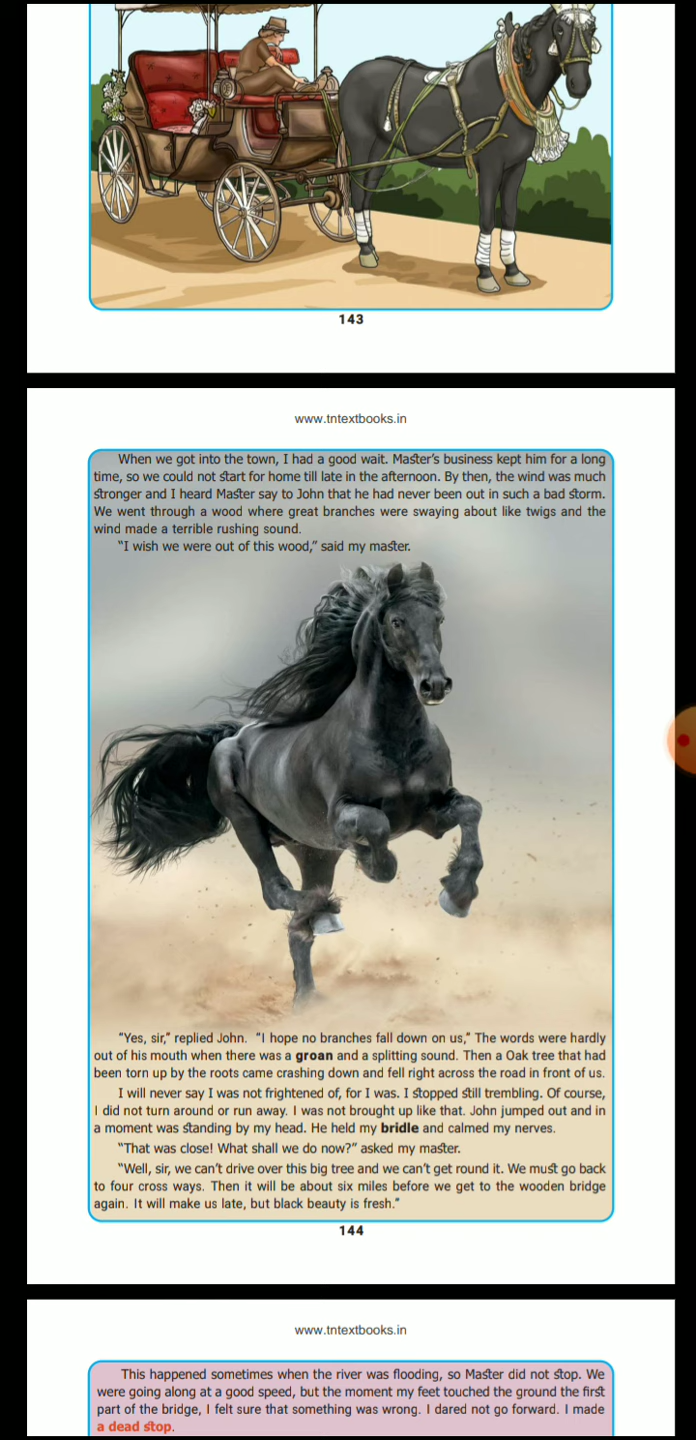 143
www.tntextbooks.in
When we got into the town, I had a good wait. Master's business kept him for a long
time, so we could not start for home till late in the afternoon. By then, the wind was much
stronger and I heard Master say to John that he had never been out in such a bad storm.
We went through a wood where great branches were swaying about like twigs and the
wind made a terrible rushing sound.
"I wish we were out of this wood," said my master.
"Yes, sir," replied John. "I hope no branches fall down on us," The words were hardly
out of his mouth when there was a groan and a splitting sound. Then a Oak tree that had
been torn up by the roots came crashing down and fell right across the road in front of us.
I will never say I was not frightened of, for I was. I stopped still trembling. Of course,
I did not turn around or run away. I was not brought up like that. John jumped out and in
a moment was standing by my head. He held my bridle and calmed my nerves.
"That was close! What shall we do now?" asked my master.
"Well, sir, we can't drive over this big tree and we can't get round it. We must go back
to four cross ways. Then it will be about six miles before we get to the wooden bridge
again. It will make us late, but black beauty is fresh."
144
www.tntextbooks.in
This happened sometimes when the river was flooding, so Master did not stop. We
were going along at a good speed, but the moment my feet touched the ground the first
part of the bridge, I felt sure that something was wrong. I dared not go forward. I made
a dead stop.